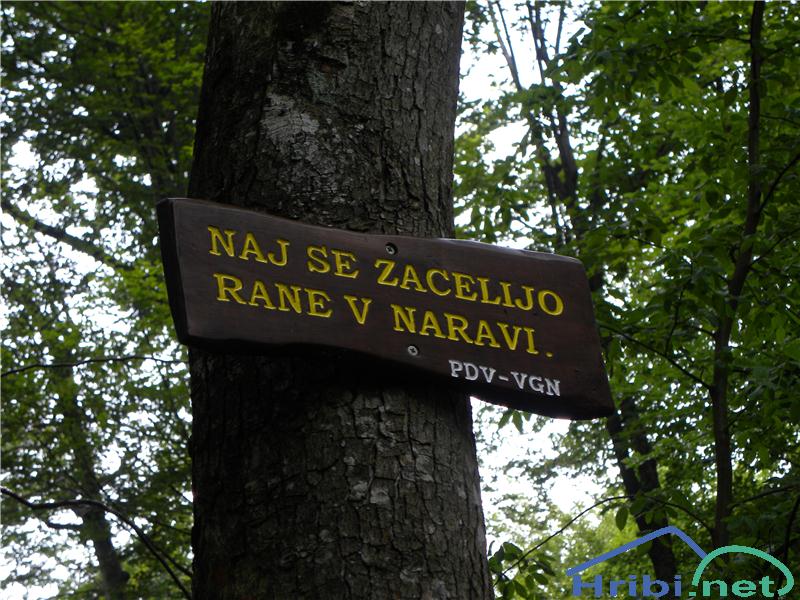 NAJ SE ZACELIJO
RANE V NARAVI.
PDV-VGN
Hribi.net